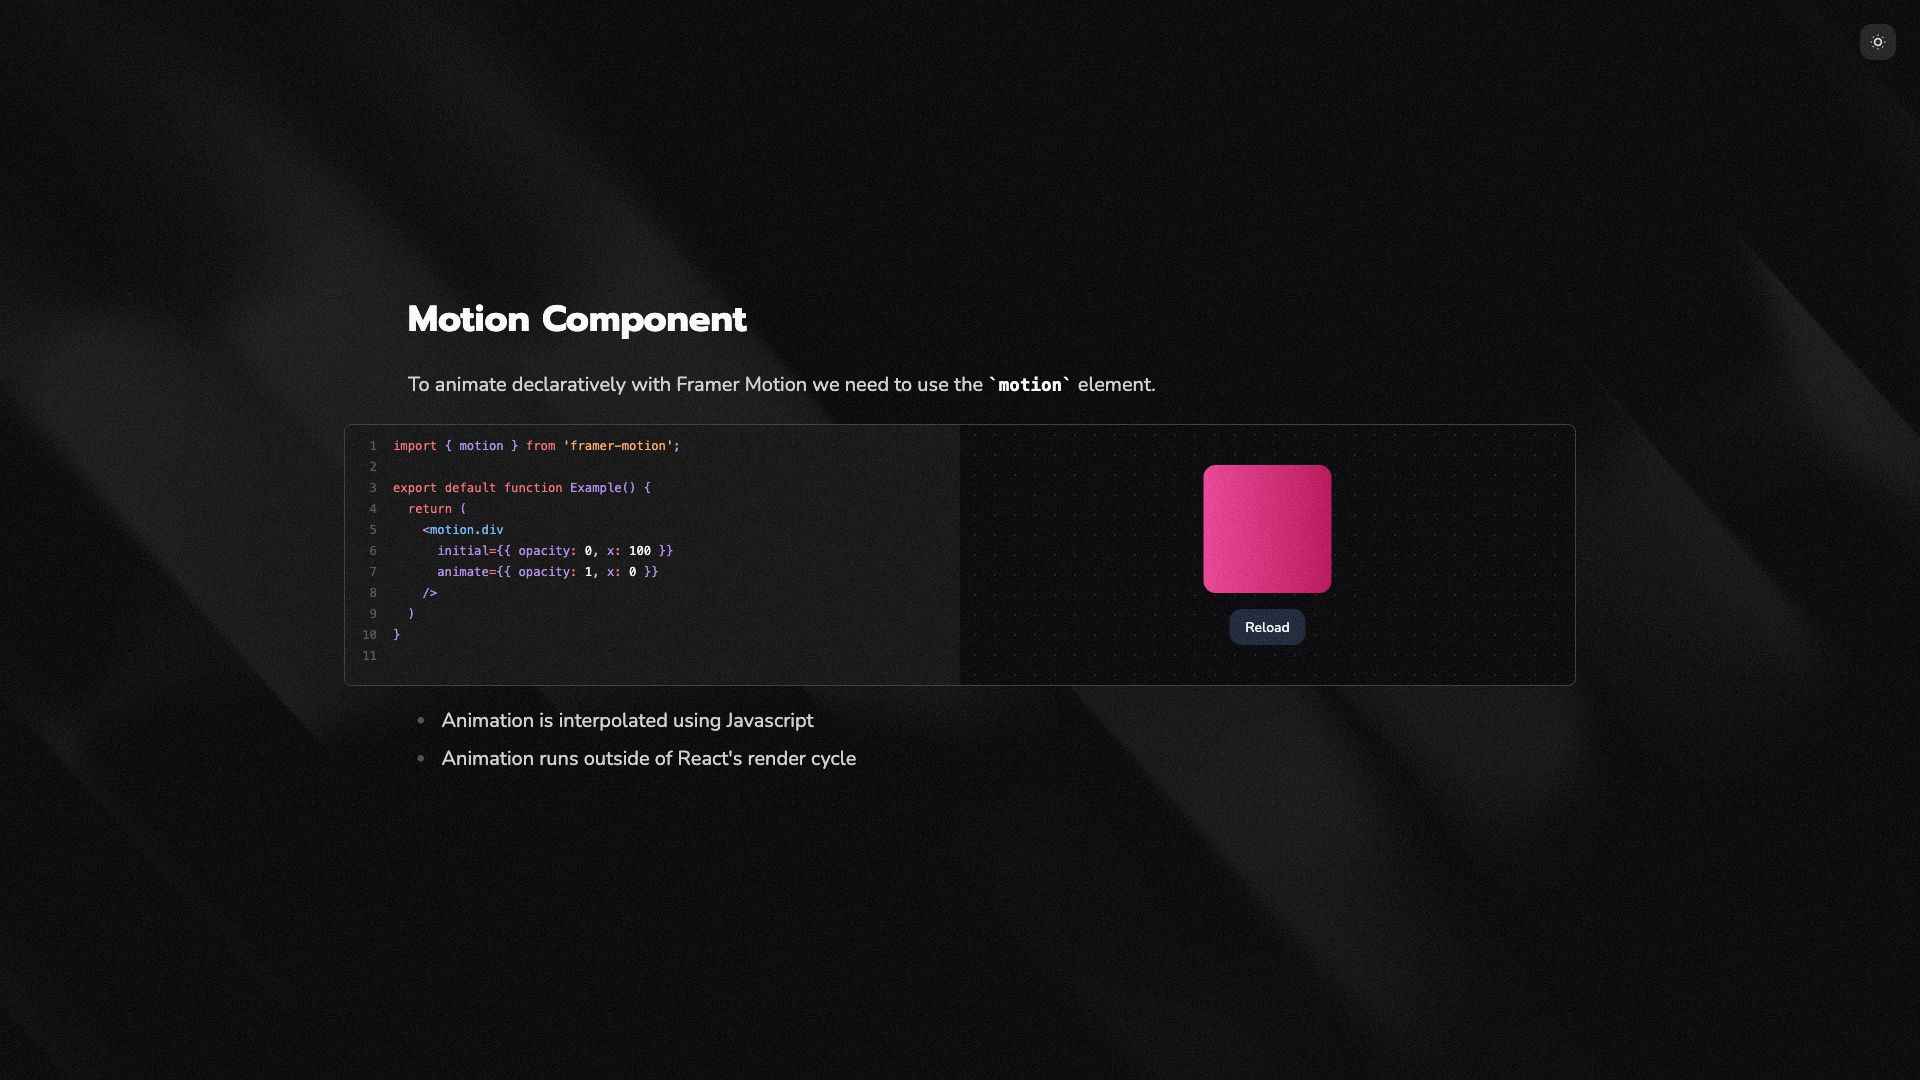 Motion Component
To animate declaratively with Framer Motion we need to use the `motion` element.
1 import { motion } from 'framer-motion';
2
3 export default function Example() {
4   return (
5     <motion.div
6       initial={{ opacity: 0, x: 100 }}
7       animate={{ opacity: 1, x: 0 }}
8     />
9   )
10 }
11
Reload
• Animation is interpolated using Javascript
• Animation runs outside of React's render cycle